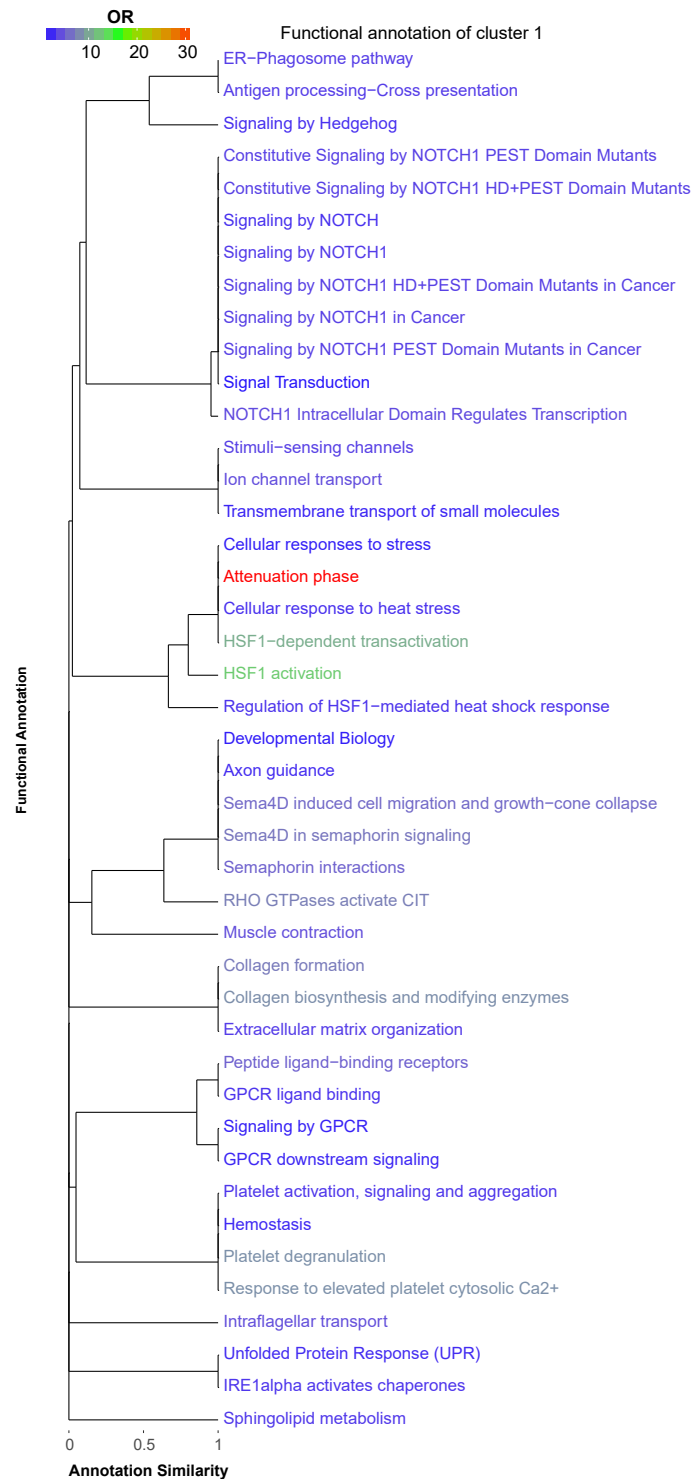 OR
10 20 30
Functional annotation of cluster 1
ER−Phagosome pathway
Antigen processing−Cross presentation
Signaling by Hedgehog
Constitutive Signaling by NOTCH1 PEST Domain Mutants
Constitutive Signaling by NOTCH1 HD+PEST Domain Mutants
Signaling by NOTCH
Signaling by NOTCH1
Signaling by NOTCH1 HD+PEST Domain Mutants in Cancer
Signaling by NOTCH1 in Cancer
Signaling by NOTCH1 PEST Domain Mutants in Cancer
Signal Transduction
NOTCH1 Intracellular Domain Regulates Transcription
Stimuli−sensing channels
Ion channel transport
Transmembrane transport of small molecules
Cellular responses to stress
Attenuation phase
Cellular response to heat stress
HSF1−dependent transactivation
HSF1 activation
Regulation of HSF1−mediated heat shock response
Developmental Biology
Axon guidance
Sema4D induced cell migration and growth−cone collapse
Sema4D in semaphorin signaling
Semaphorin interactions
RHO GTPases activate CIT
Muscle contraction
Collagen formation
Collagen biosynthesis and modifying enzymes
Extracellular matrix organization
Peptide ligand−binding receptors
GPCR ligand binding
Signaling by GPCR
GPCR downstream signaling
Platelet activation, signaling and aggregation
Hemostasis
Platelet degranulation
Response to elevated platelet cytosolic Ca2+
Intraflagellar transport
Unfolded Protein Response (UPR)
IRE1alpha activates chaperones
Sphingolipid metabolism
Functional Annotation
0 0.5 1
Annotation Similarity